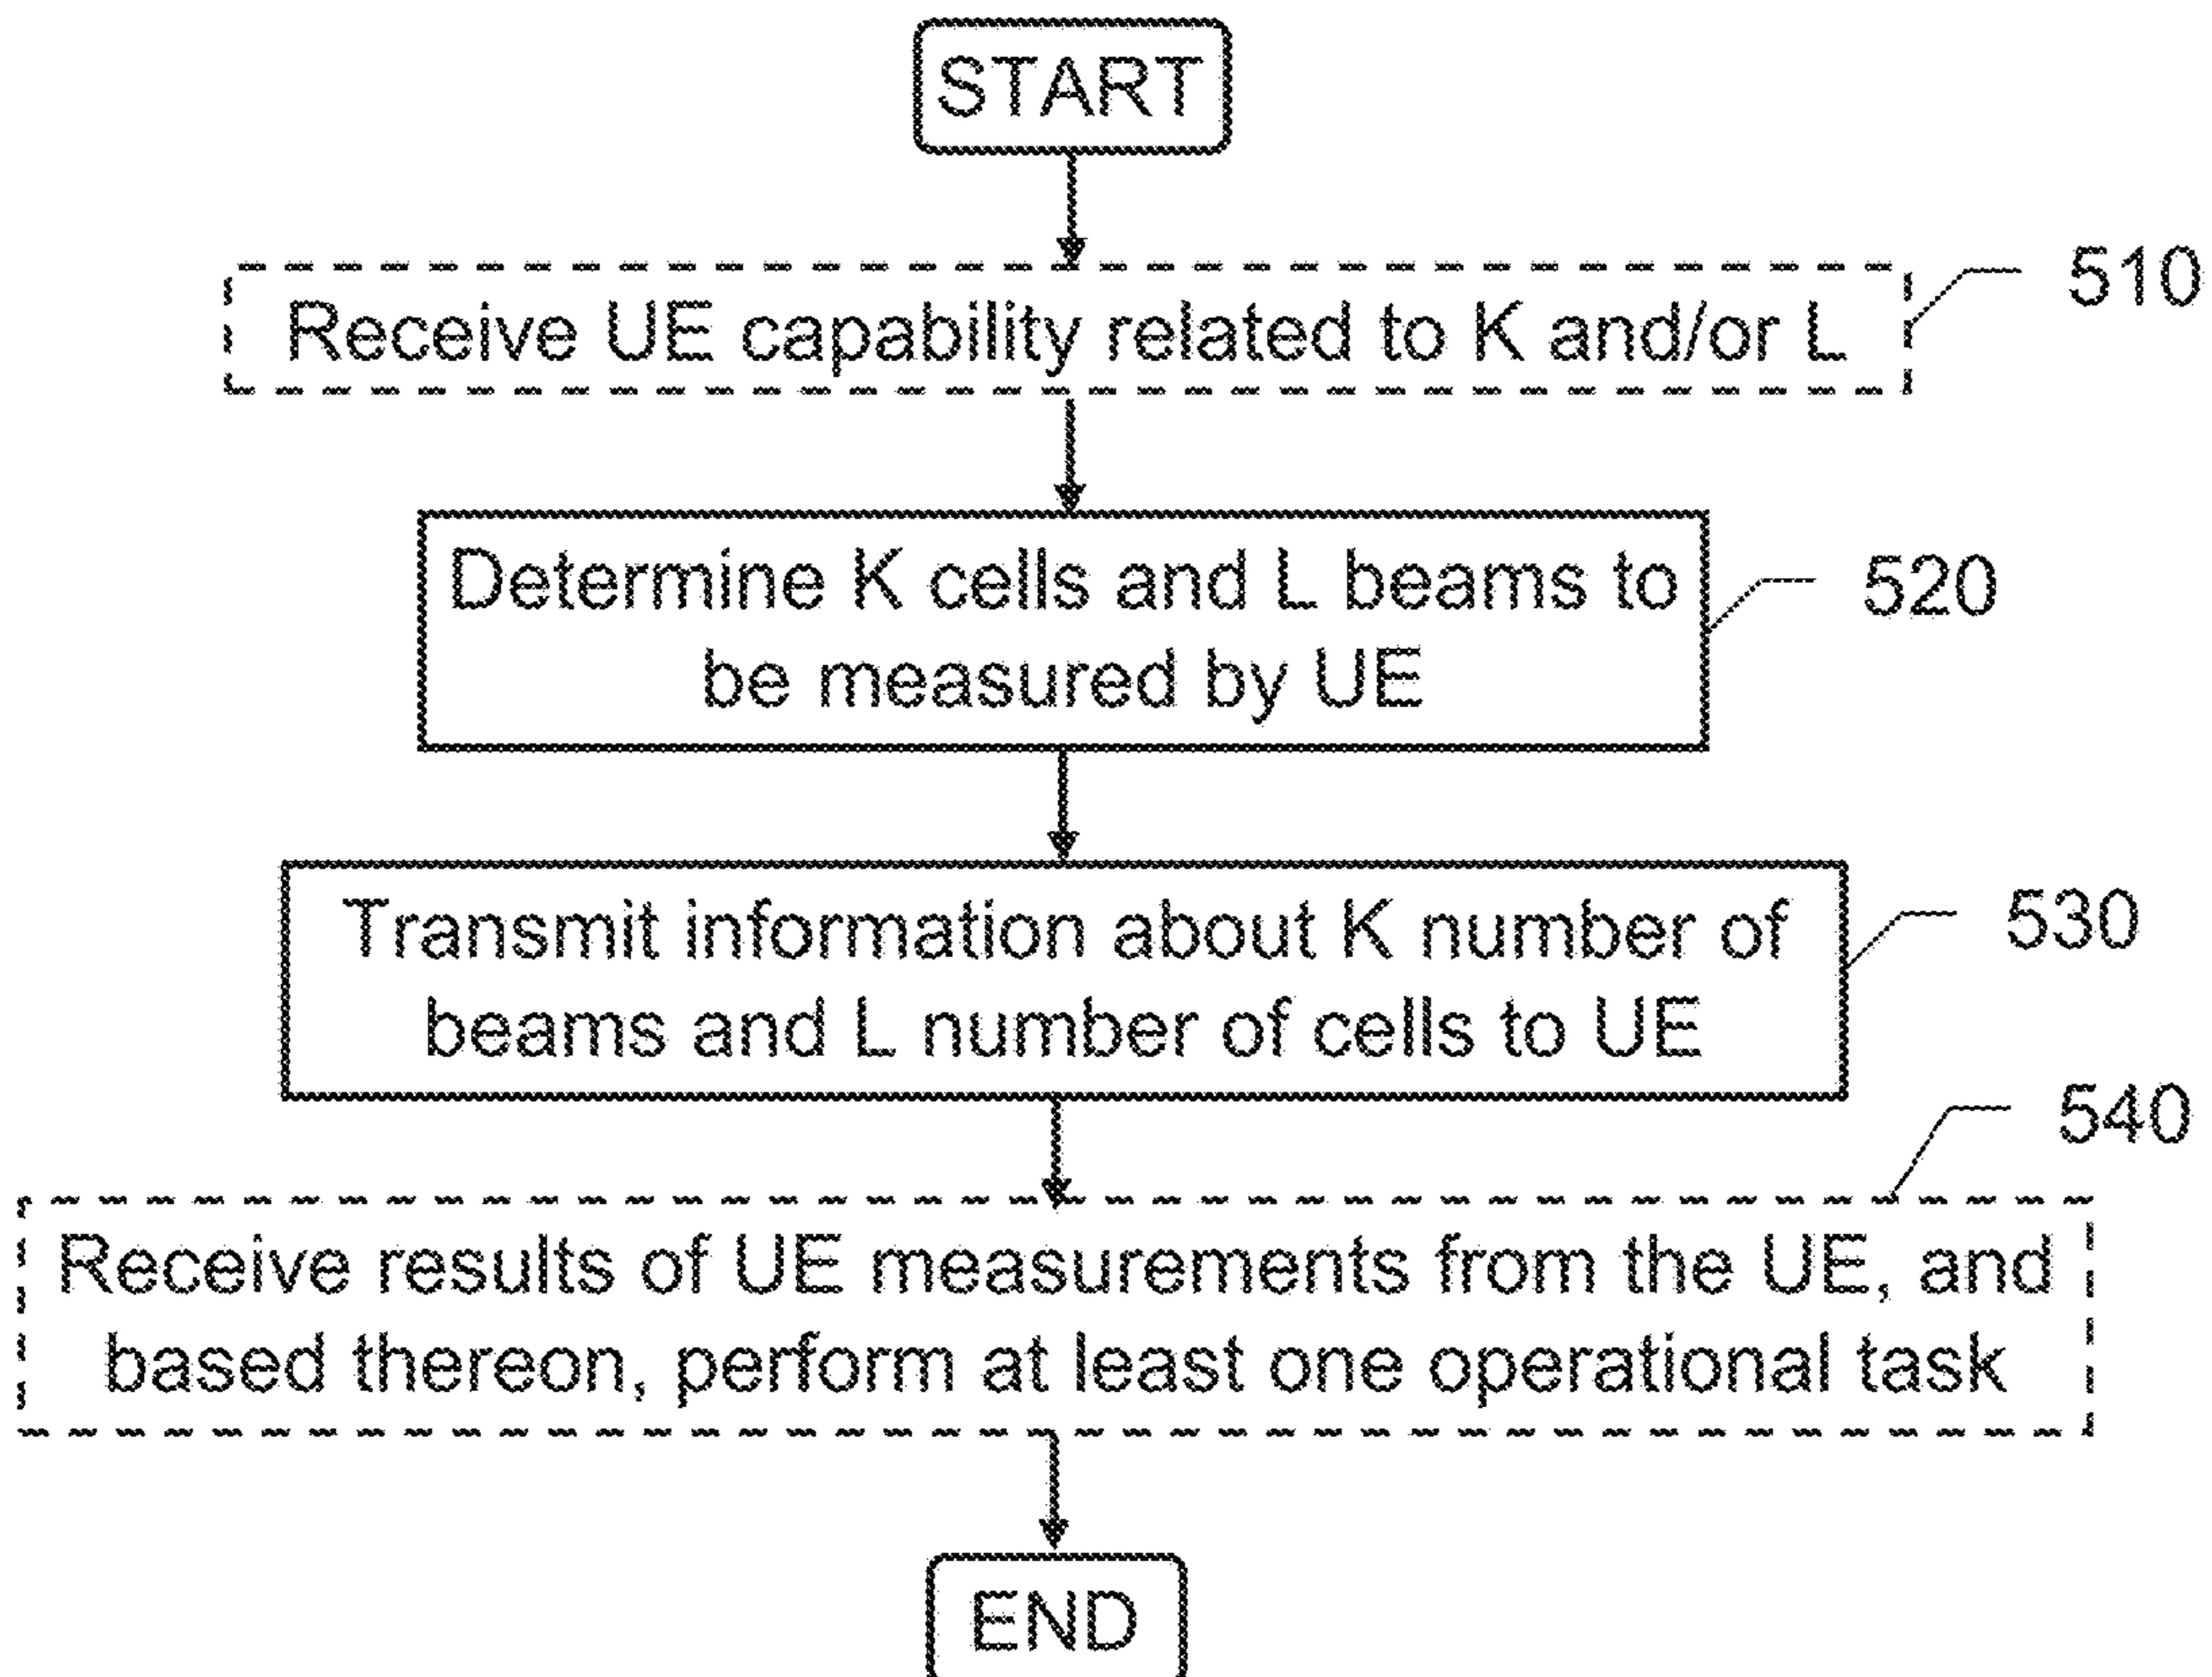 START
Receive UE capability related to K and/or L
510
Determine K cells and L beams to
be measured by UE
520
Transmit information about K number of
beams and L number of cells to UE
530
540
Receive results of UE measurements from the UE, and
based thereon, perform at least one operational task
END